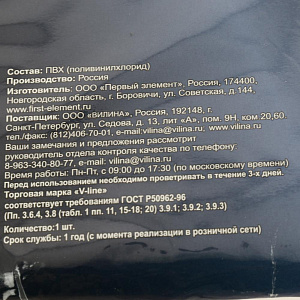 Состав: ПВХ (поливинилхлорид)
Производство: Россия
Изготовитель: ООО «Первый элемент», Россия, 174400,
Новгородская область, г. Боровичи, ул. Советская, д. 144,
www.first-element.com
Поставщик: ООО «ВИЛИНА», Россия, 192148, г.
Санкт-Петербург, ул. Седова, д. 13, лит «А», пом. 9Н, ком 20,60.
тел./факс: (812)406-70-01, e-mail:vilina@vilina.ru, www.vilina.ru
Ваши замечания и предложения рассмотрит
руководитель отдела контроля качества по телефону:
8-963-340-80-77, e-mail:vilina@vilina.ru
Время работы: Пн-Пт, с 09:00 до 17:30 (по московскому времени)
Перед использованием необходимо проветривать в течение 3-х дней.
Торговая марка «V-line»
соответствует требованиям ГОСТ Р50962-96
(Пп. 3.6.4, 3.8 (табл. 1 пп. 11, 15-18; 20) 3.9.1; 3.9.2; 3.9.3)
Количество:1 шт.
Срок службы: 1 год (с момента реализации в розничной сети)